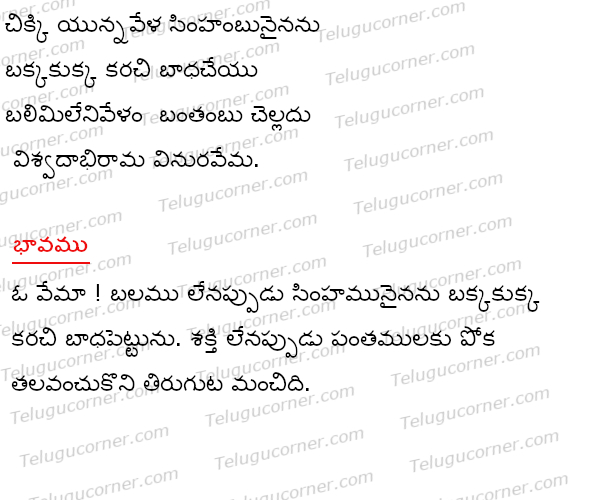 చిక్కి యున్నవేళ సింహంబునైనను
బక్కకుక్క కరచి బాధచేయు
బలిమిలేనివేళం బంతంబు చెల్లదు
విశ్వదాభిరామ వినురవేమ.
భావము
ఓ వేమా ! బలము లేనప్పుడు సింహమునైనను బక్కకుక్క
కరచి బాధపెట్టును. శక్తి లేనప్పుడు పంతములకు పోక
తలవంచుకొని తిరుగుట మంచిది.
Telugucorner.com